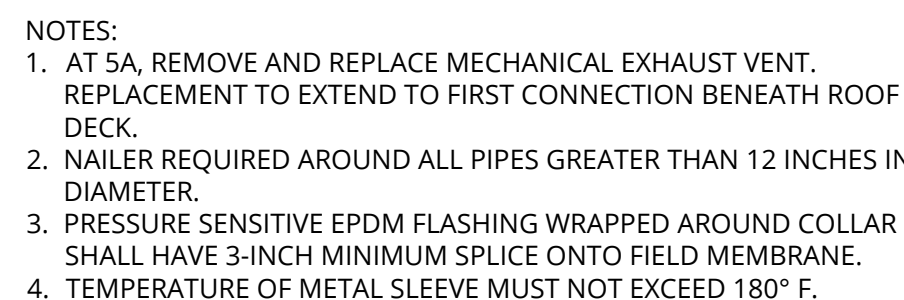 NOTES:
1. AT 5A, REMOVE AND REPLACE MECHANICAL EXHAUST VENT.
REPLACEMENT TO EXTEND TO FIRST CONNECTION BENEATH ROOF
DECK.
2. NAILER REQUIRED AROUND ALL PIPES GREATER THAN 12 INCHES IN
DIAMETER.
3. PRESSURE SENSITIVE EPDM FLASHING WRAPPED AROUND COLLAR
SHALL HAVE 3-INCH MINIMUM SPLICE ONTO FIELD MEMBRANE.
4. TEMPERATURE OF METAL SLEEVE MUST NOT EXCEED 180° F.